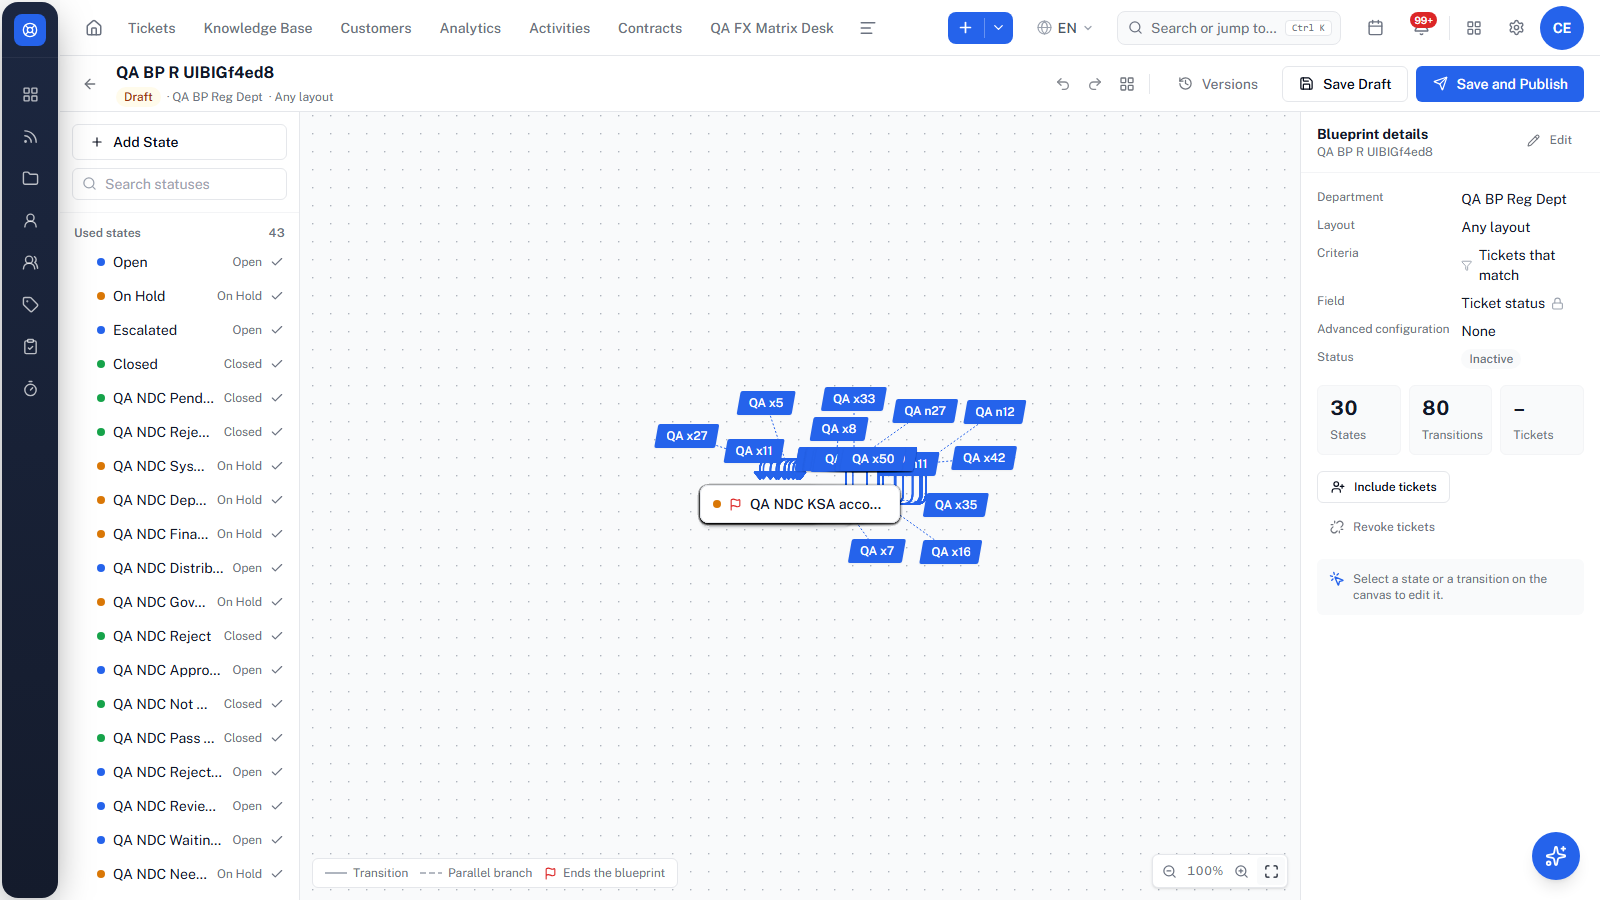 Tickets
Knowledge Base
Customers
Analytics
Activities
Contracts
QA FX Matrix Desk
EN
Search or jump to...
Ctrl K
99+
CE
QA BP R UIBIGf4ed8
Draft · QA BP Reg Dept · Any layout
Versions
Save Draft
Save and Publish
Add State
Search statuses
Used states 43
Open Open
On Hold On Hold
Escalated Open
Closed Closed
QA NDC Pend... Closed
QA NDC Reje... Closed
QA NDC Sys... On Hold
QA NDC Dep... On Hold
QA NDC Fina... On Hold
QA NDC Distrib... Open
QA NDC Gov... On Hold
QA NDC Reject Closed
QA NDC Appro... Open
QA NDC Not ... Closed
QA NDC Pass ... Closed
QA NDC Reject... Open
QA NDC Revie... Open
QA NDC Waitin... Open
QA NDC Nee... On Hold
QA x5
QA x33
QA n27
QA n12
QA x27
QA x8
QA x11
QA x50
QA x42
QA NDC KSA acco...
QA x35
QA x7
QA x16
Transition
Parallel branch
Ends the blueprint
100%
Blueprint details
QA BP R UIBIGf4ed8
Edit
Department QA BP Reg Dept
Layout Any layout
Criteria Tickets that
match
Field Ticket status
Advanced configuration None
Status Inactive
30 80 –
States Transitions Tickets
Include tickets
Revoke tickets
Select a state or a transition on the
canvas to edit it.